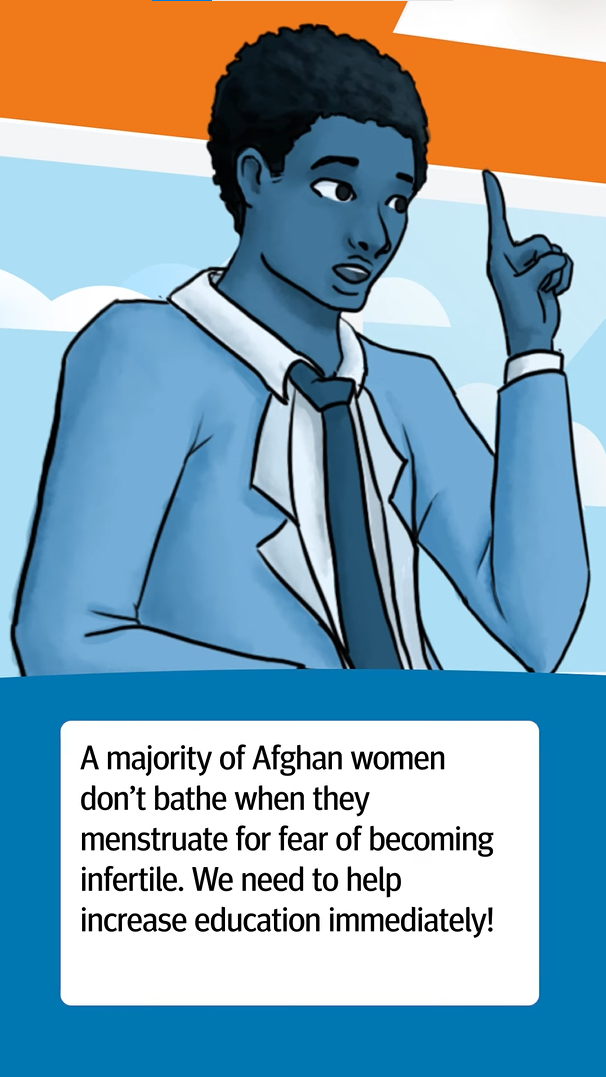 A majority of Afghan women
don’t bathe when they
menstruate for fear of becoming
infertile. We need to help
increase education immediately!